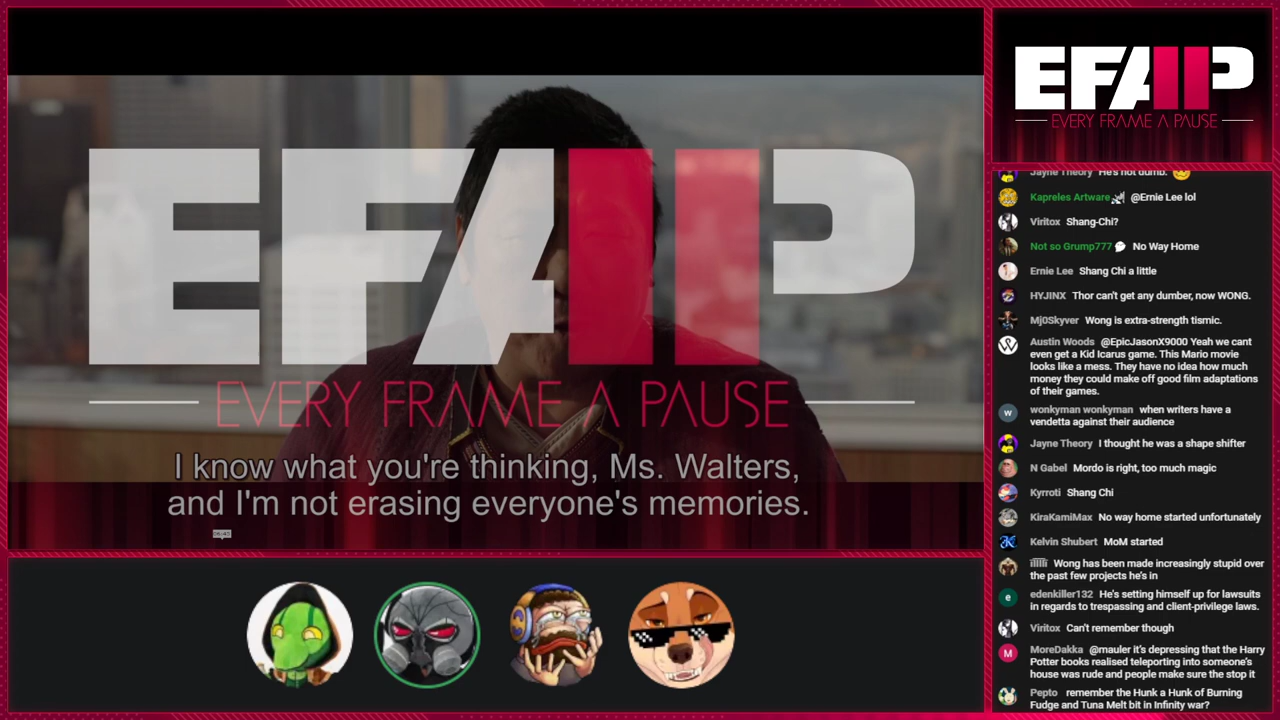 EFAP
EVERY FRAME A PAUSE
I know what you're thinking, Ms. Walters,
and I'm not erasing everyone's memories.
EFAP
EVERY FRAME A PAUSE
Jayne Theory He's not dumb.
Kapreles Artware @Ernie Lee lol
Viritox Shang-Chi?
Not so Grump777 No Way Home
Ernie Lee Shang Chi a little
HYJINX Thor can't get any dumber, now WONG.
Mj0Skyver Wong is extra-strength tismic.
Austin Woods @EpicJasonX9000 Yeah we cant
even get a Kid Icarus game. This Mario movie
looks like a mess. They have no idea how much
money they could make off good film adaptations
of their games.
w wonkyman wonkyman when writers have a
vendetta against their audience
Jayne Theory I thought he was a shape shifter
N Gabel Mordo is right, too much magic
Kyrroti Shang Chi
KiraKamiMax No way home started unfortunately
Kelvin Shubert MoM started
Wong has been made increasingly stupid over
the past few projects he's in
e edenkiller132 He's setting himself up for lawsuits
in regards to trespassing and client-privilege laws.
Viritox Can't remember though
M MoreDakka @mauler it's depressing that the Harry
Potter books realised teleporting into someone's
house was rude and people make sure the stop it
Pepto remember the Hunk a Hunk of Burning
Fudge and Tuna Melt bit in Infinity war?